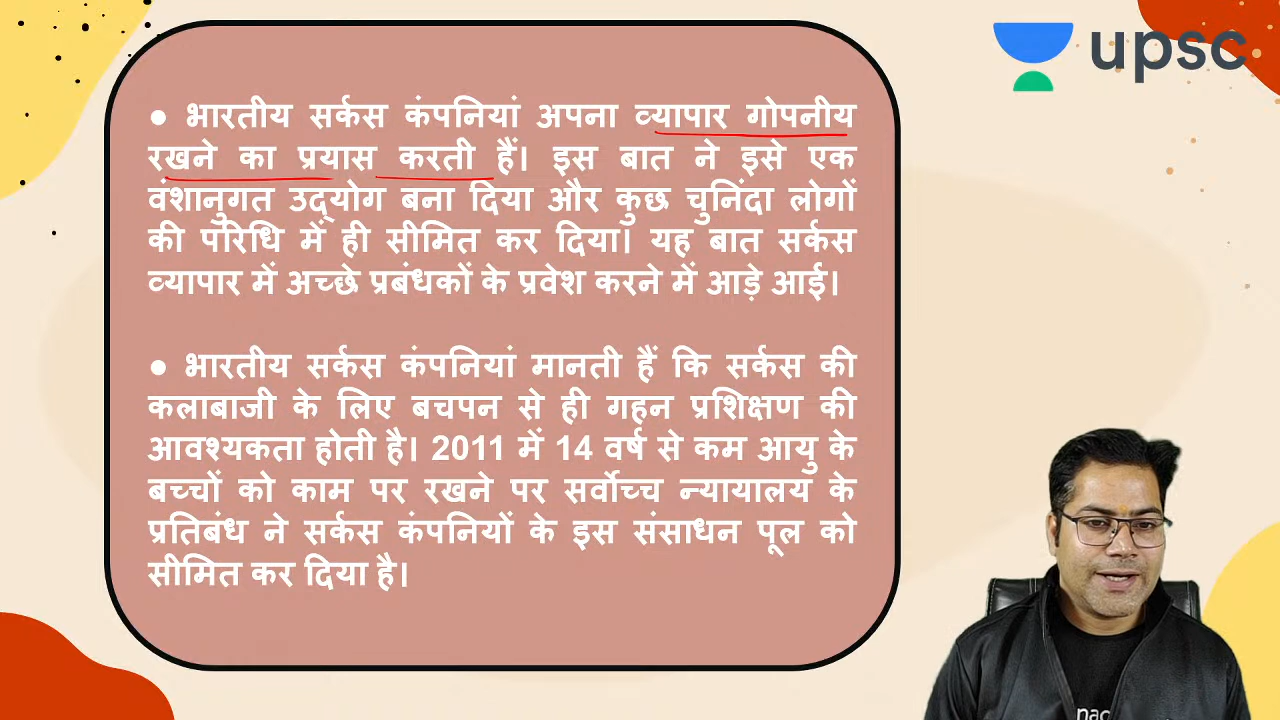 upsc
● भारतीय सर्कस कंपनियां अपना व्यापार गोपनीय
रखने का प्रयास करती हैं। इस बात ने इसे एक
वंशानुगत उद्योग बना दिया और कुछ चुनिंदा लोगों
की परिधि में ही सीमित कर दिया। यह बात सर्कस
व्यापार में अच्छे प्रबंधकों के प्रवेश करने में आड़े आई।
● भारतीय सर्कस कंपनियां मानती हैं कि सर्कस की
कलाबाजी के लिए बचपन से ही गहन प्रशिक्षण की
आवश्यकता होती है। 2011 में 14 वर्ष से कम आयु के
बच्चों को काम पर रखने पर सर्वोच्च न्यायालय के
प्रतिबंध ने सर्कस कंपनियों के इस संसाधन पूल को
सीमित कर दिया है।